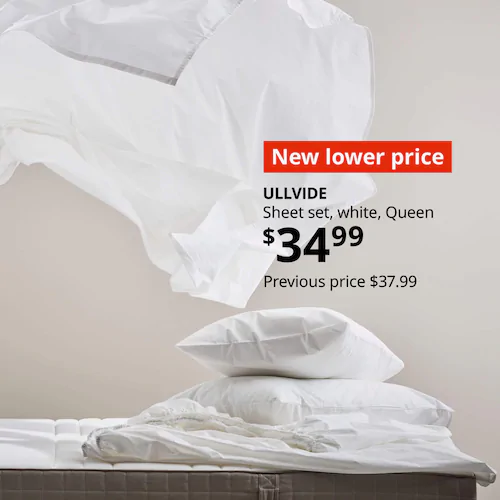 New lower price
ULLVIDE
Sheet set, white, Queen
$34.99
Previous price $37.99